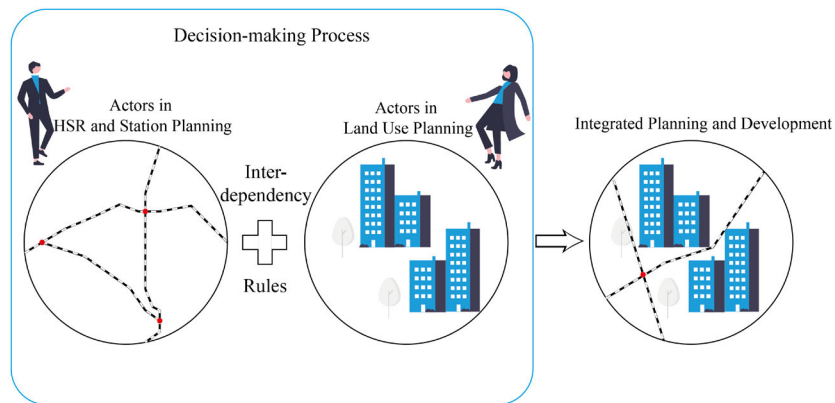 Decision-making Process
Actors in
HSR and Station Planning
Actors in
Land Use Planning
Inter-
dependency
Rules
Integrated Planning and Development